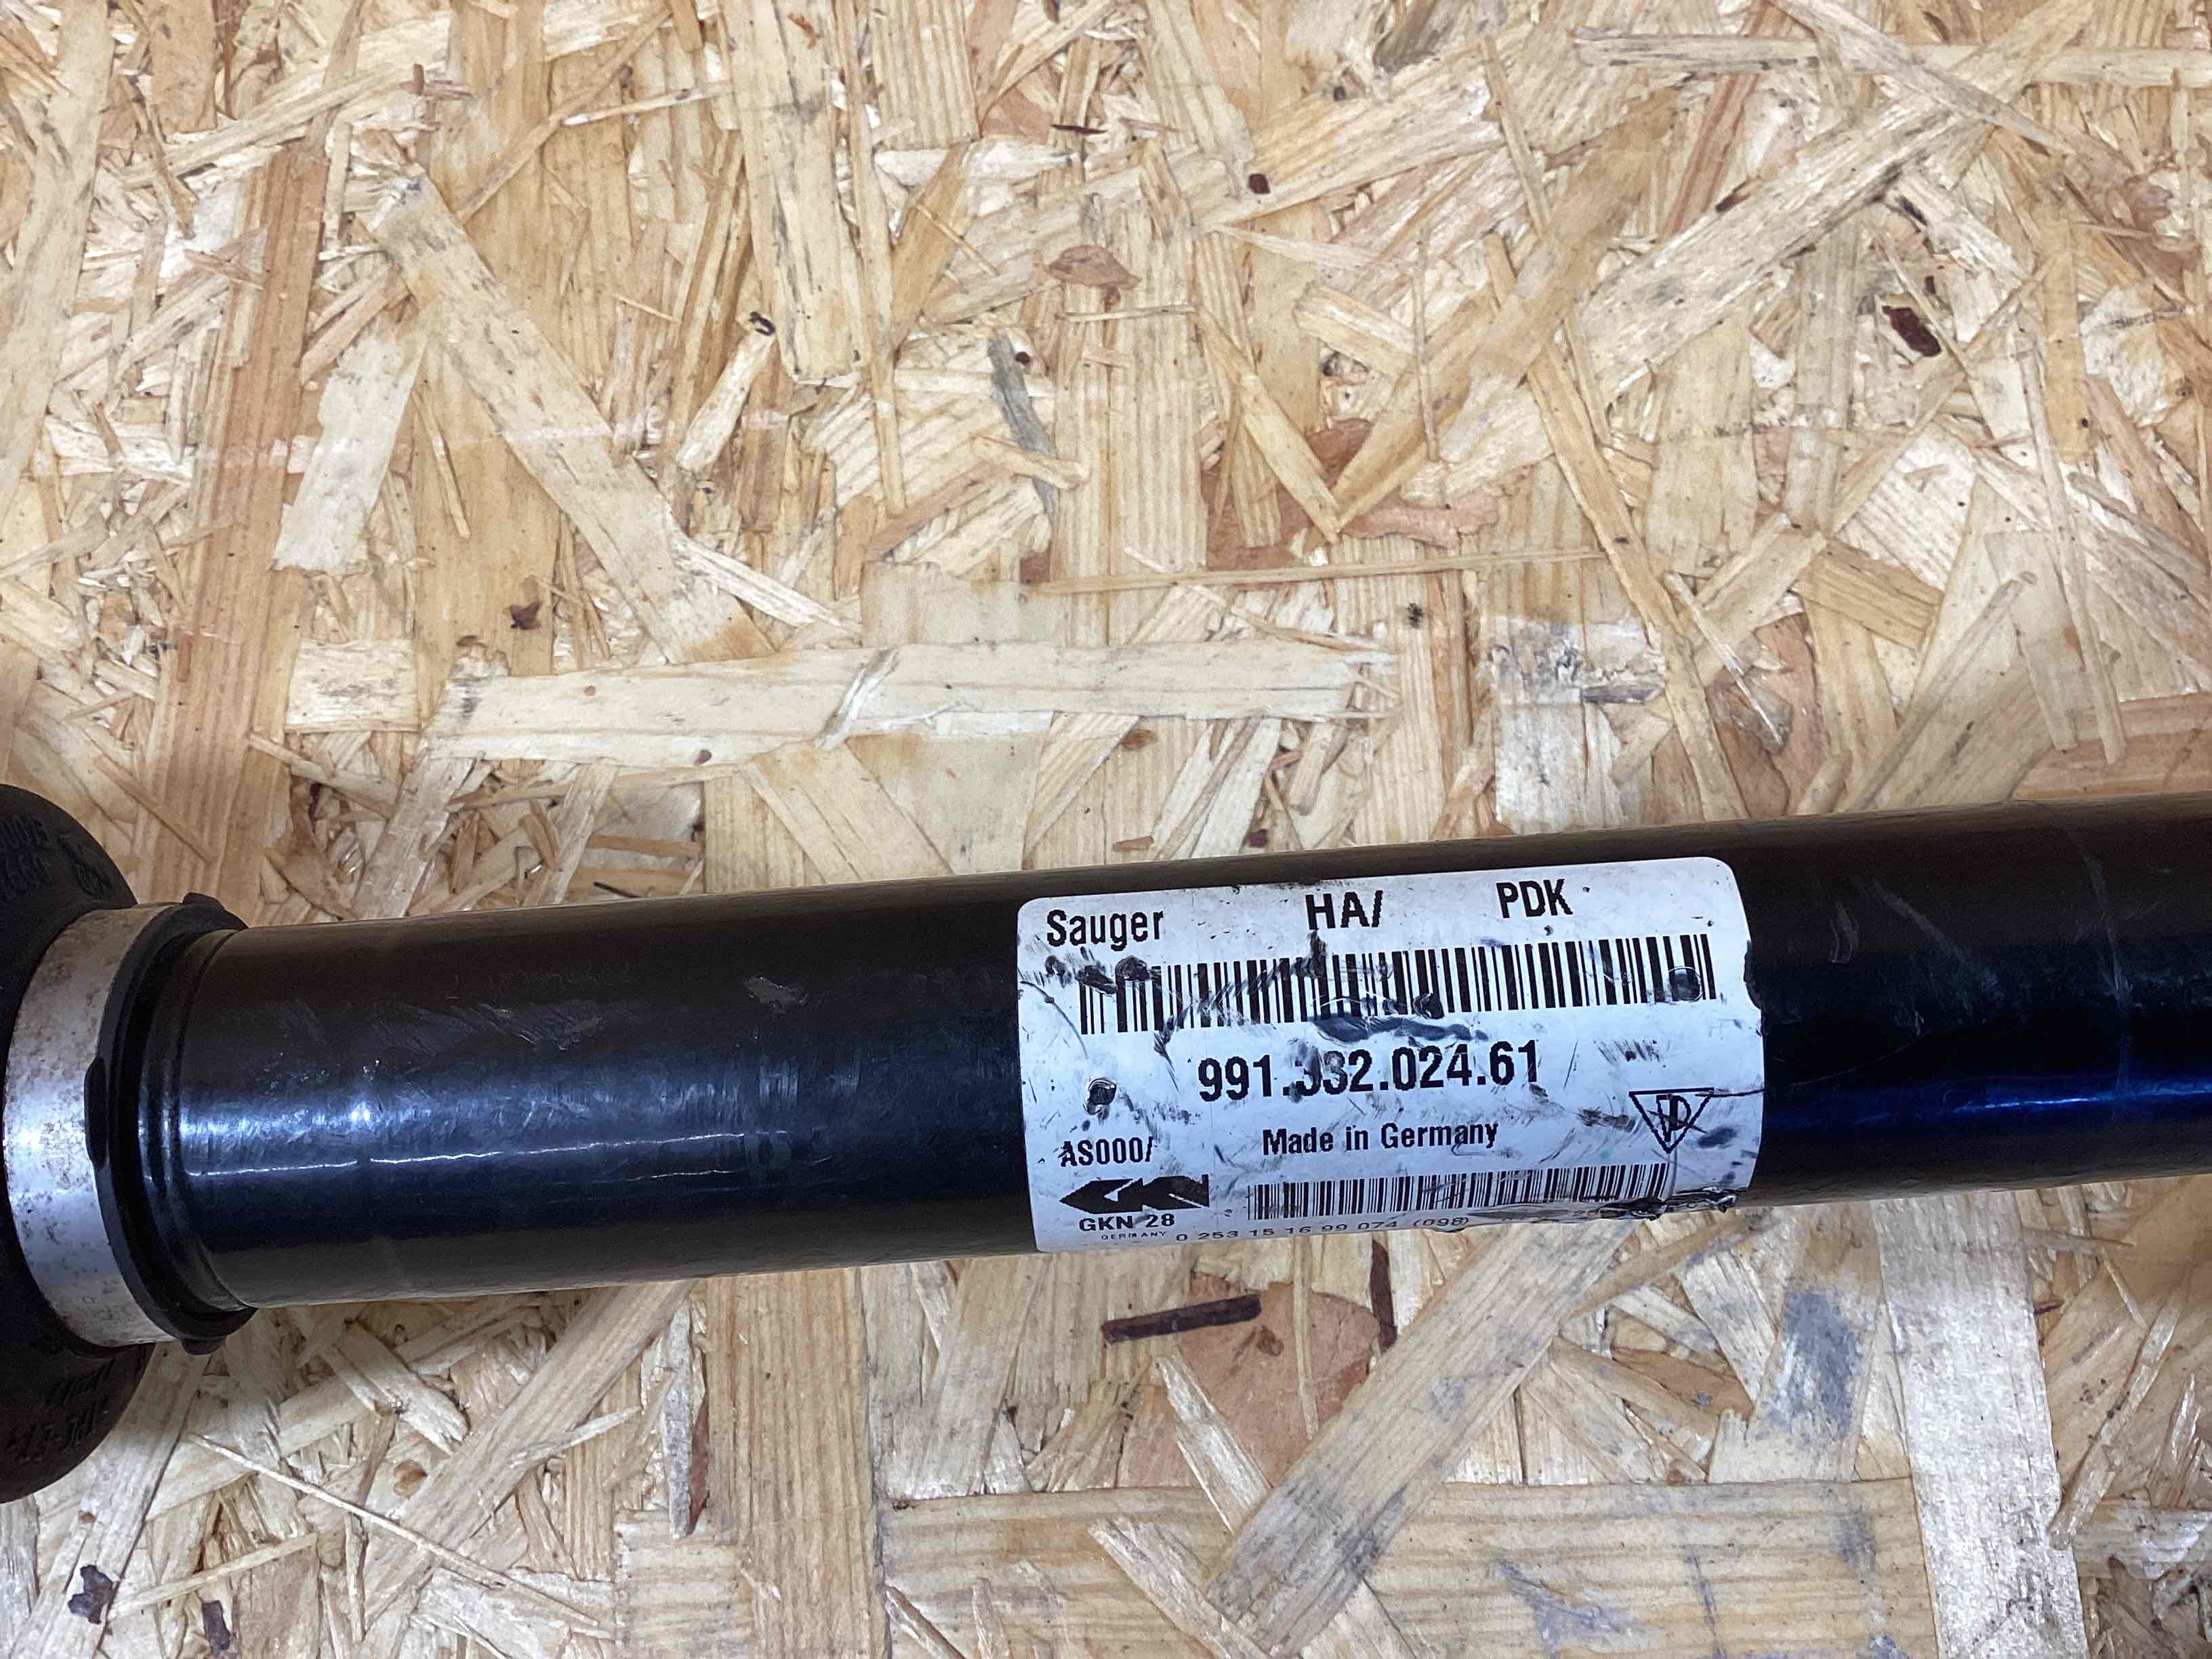 Sauger HA/ PDK
991.332.024.61
Made in Germany
AS000/
GKN
GKN 28
GERMANY
0 253 15 16 99 074 (098)